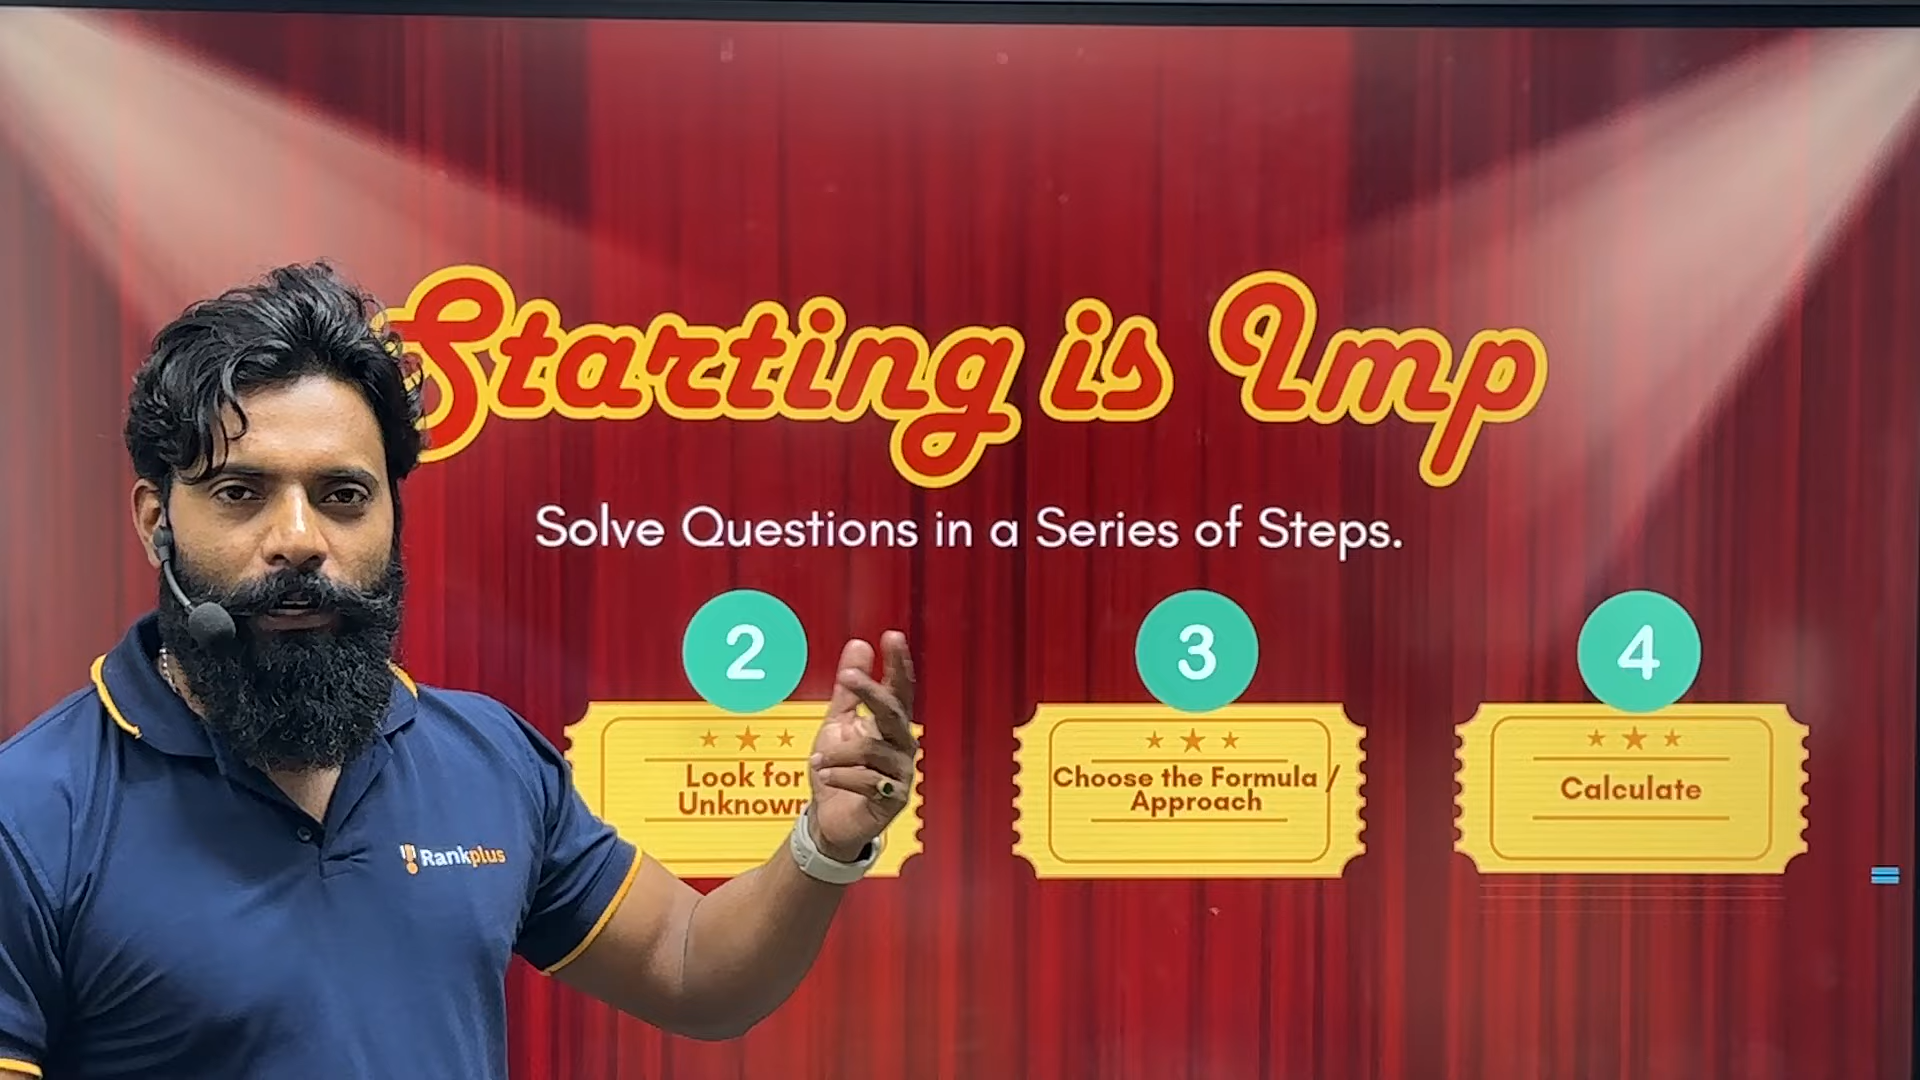 Starting is Imp
Solve Questions in a Series of Steps.
2
Look for
3
Choose the Formula /
Approach
4
Calculate
Rankplus